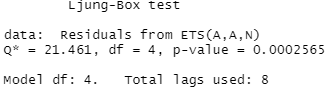 Ljung-Box test
data:  Residuals from ETS(A,A,N)
Q* = 21.461, df = 4, p-value = 0.0002565
Model df: 4.   Total lags used: 8